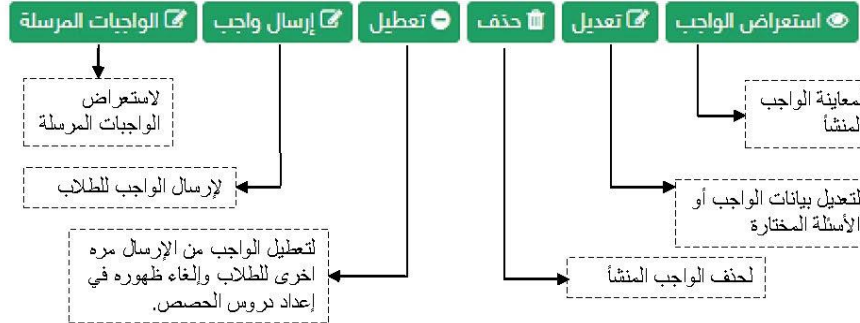 استعراض الواجب
تعديل
حذف
تعطيل
إرسال واجب
الواجبات المرسلة
لاستعراض
الواجبات المرسلة
معاينة الواجب
لمنشأ
لإرسال الواجب للطلاب
لتعديل بيانات الواجب أو
الأسئلة المختارة
لتعطيل الواجب من الإرسال مره
اخرى للطلاب وإلغاء ظهوره في
إعداد دروس الحصص.
لحذف الواجب المنشأ